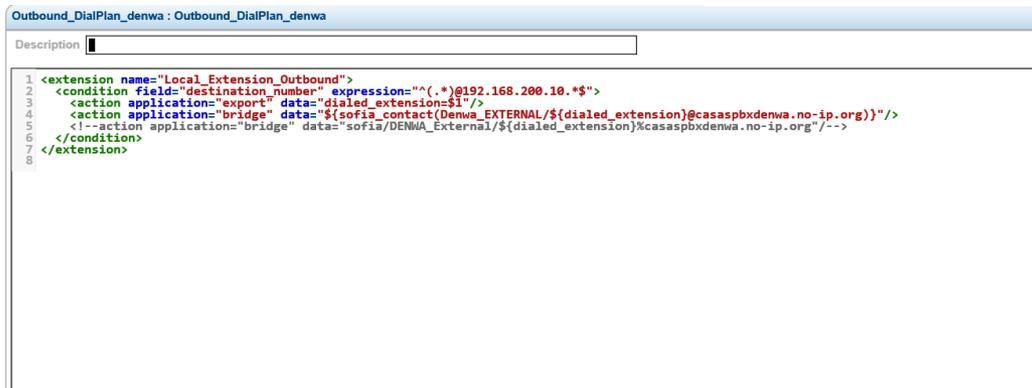 Outbound_DialPlan_denwa : Outbound_DialPlan_denwa
Description
1 <extension name="Local_Extension_Outbound">
2 <condition field="destination_number" expression="^(.*)@192.168.200.10.*$">
3 <action application="export" data="dialed_extension=$1"/>
4 <action application="bridge" data="${sofia_contact(Denwa_EXTERNAL/${dialed_extension}@casaspbxdenwa.no-ip.org)}"/>
5 <!--action application="bridge" data="sofia/DENWA_External/${dialed_extension}%casaspbxdenwa.no-ip.org"/-->
6 </condition>
7 </extension>
8